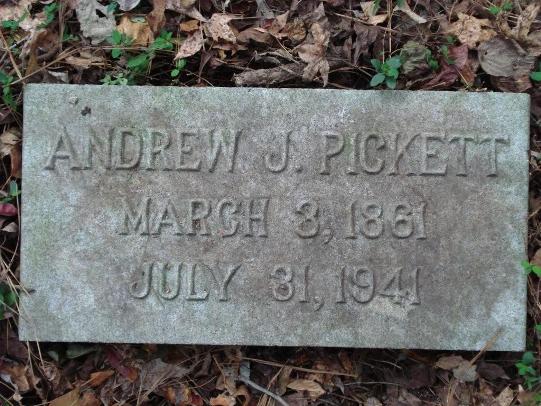 ANDREW J. PICKETT
MARCH 3, 1861
JULY 31, 1941